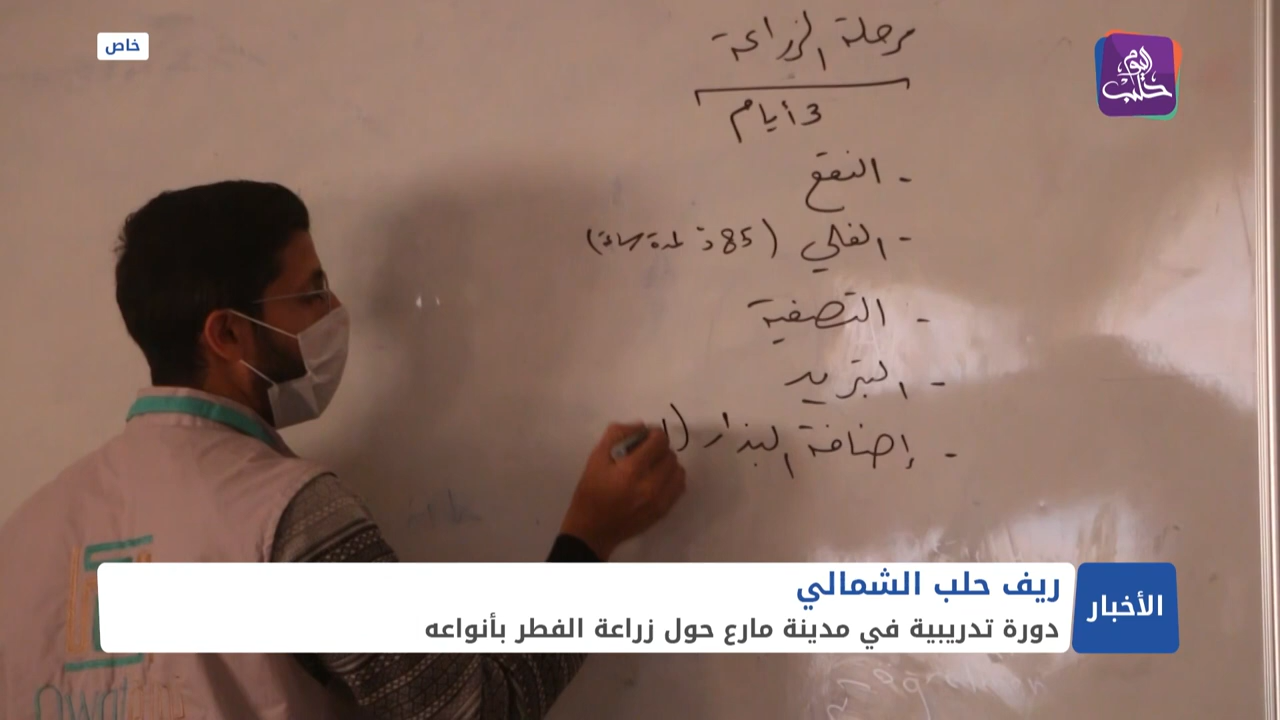 خاص
اليوم
حلب
مرحلة الزراعة
3 أيام
- النقع
- الغلي (85 ْد لمدة ساعة)
- التصفية
- التبريد
- إضافة البذار (ا
الأخبار
ريف حلب الشمالي
دورة تدريبية في مدينة مارع حول زراعة الفطر بأنواعه